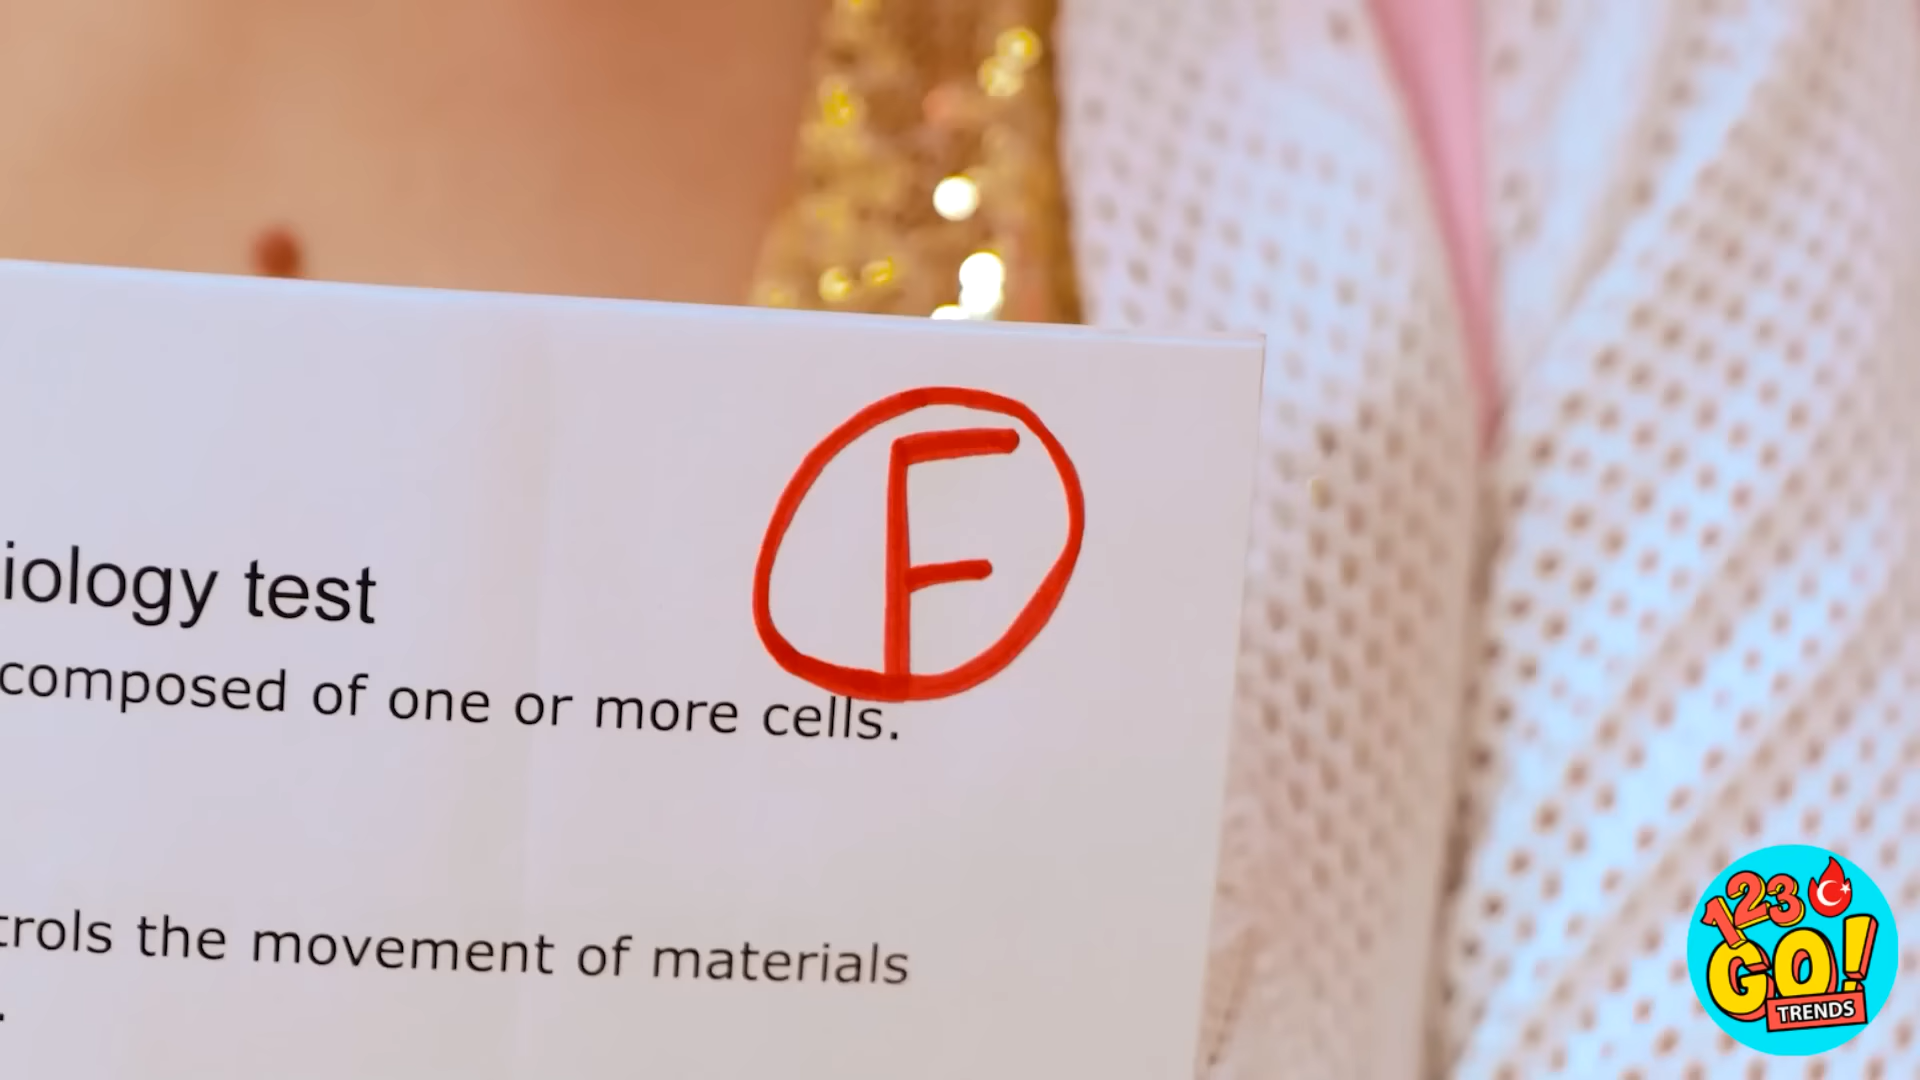 F
iology test
composed of one or more cells.
trols the movement of materials
.
123
GO!
TRENDS